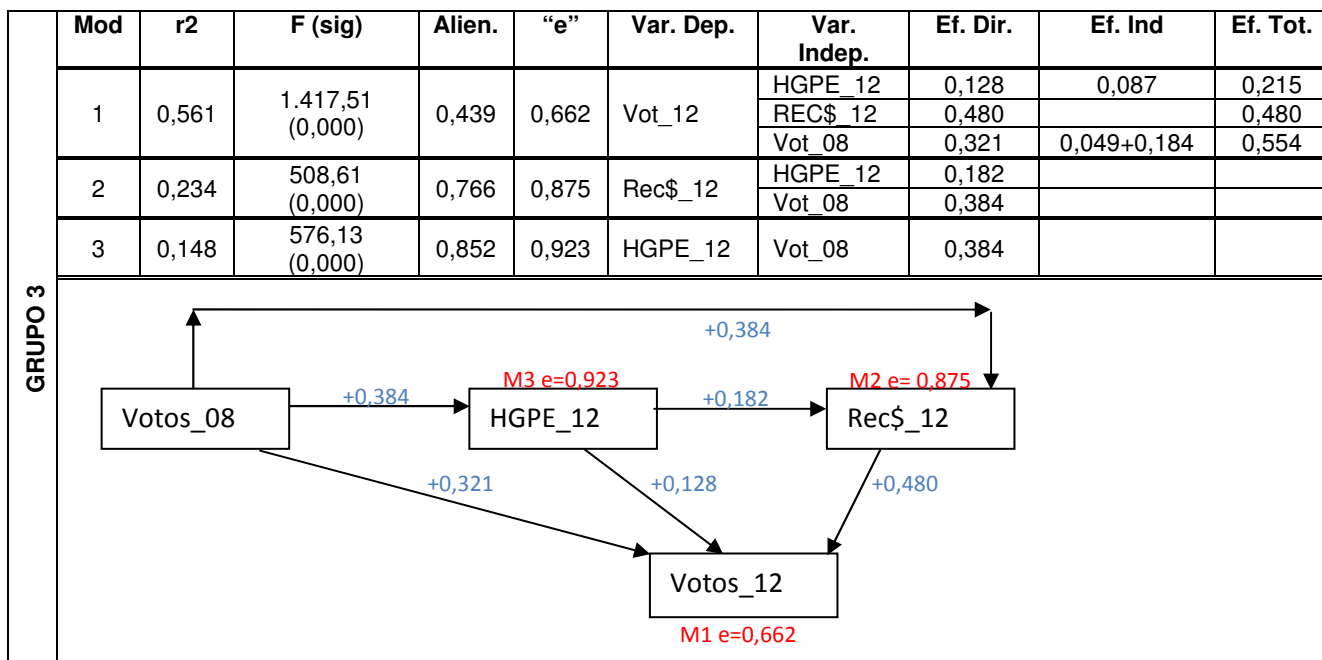 Mod r2 F (sig) Alien. “e” Var. Dep. Var. Indep. Ef. Dir. Ef. Ind Ef. Tot.
1 0,561 1.417,51 (0,000) 0,439 0,662 Vot_12 HGPE_12 0,128 0,087 0,215
REC$_12 0,480 0,480
Vot_08 0,321 0,049+0,184 0,554
2 0,234 508,61 (0,000) 0,766 0,875 Rec$_12 HGPE_12 0,182
Vot_08 0,384
3 0,148 576,13 (0,000) 0,852 0,923 HGPE_12 Vot_08 0,384
GRUPO 3
+0,384
M3 e=0,923 M2 e= 0,875
+0,384 +0,182
Votos_08 HGPE_12 Rec$_12
+0,321 +0,128 +0,480
Votos_12
M1 e=0,662